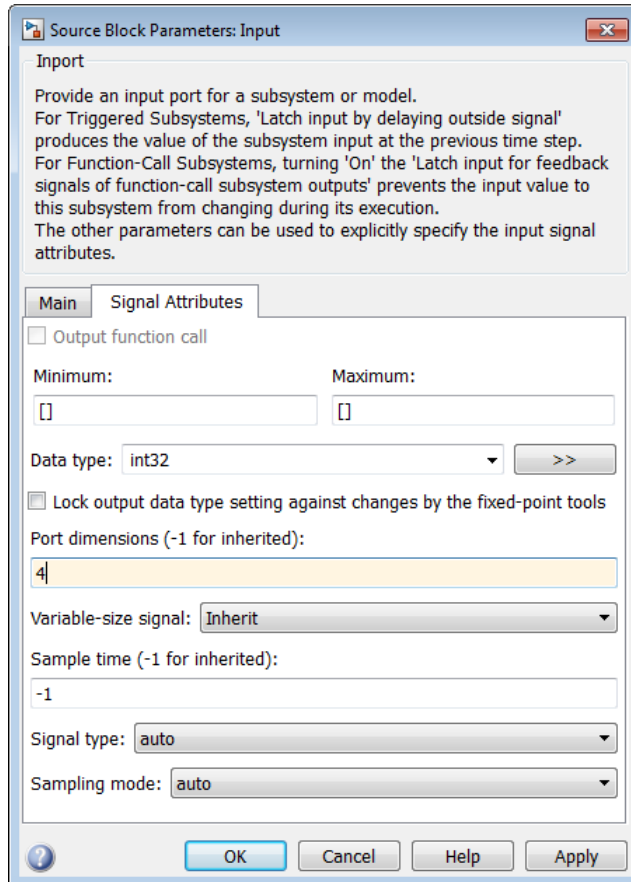 Source Block Parameters: Input
Inport
Provide an input port for a subsystem or model.
For Triggered Subsystems, 'Latch input by delaying outside signal'
produces the value of the subsystem input at the previous time step.
For Function-Call Subsystems, turning 'On' the 'Latch input for feedback
signals of function-call subsystem outputs' prevents the input value to
this subsystem from changing during its execution.
The other parameters can be used to explicitly specify the input signal
attributes.
Main Signal Attributes
Output function call
Minimum: Maximum:
[] []
Data type: int32 >>
Lock output data type setting against changes by the fixed-point tools
Port dimensions (-1 for inherited):
4
Variable-size signal: Inherit
Sample time (-1 for inherited):
-1
Signal type: auto
Sampling mode: auto
? OK Cancel Help Apply